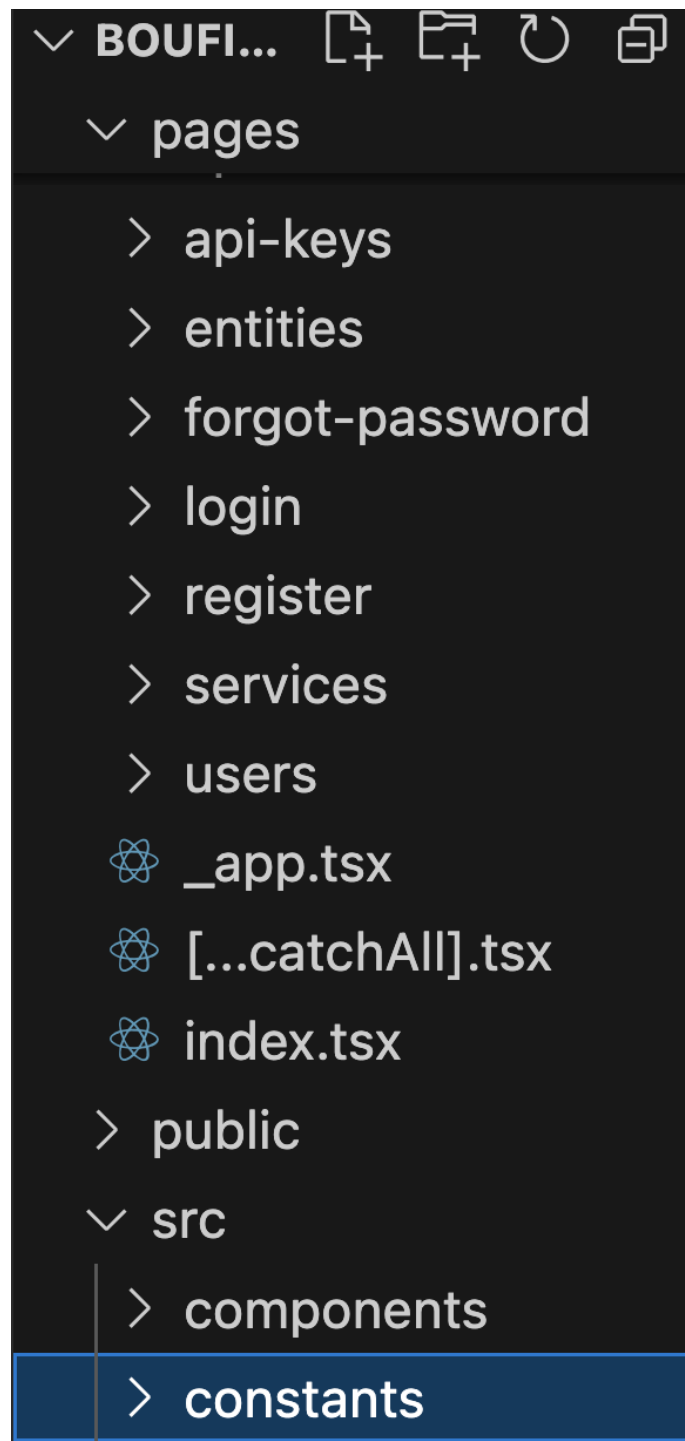 BOUFI...
pages
api-keys
entities
forgot-password
login
register
services
users
_app.tsx
[...catchAll].tsx
index.tsx
public
src
components
constants